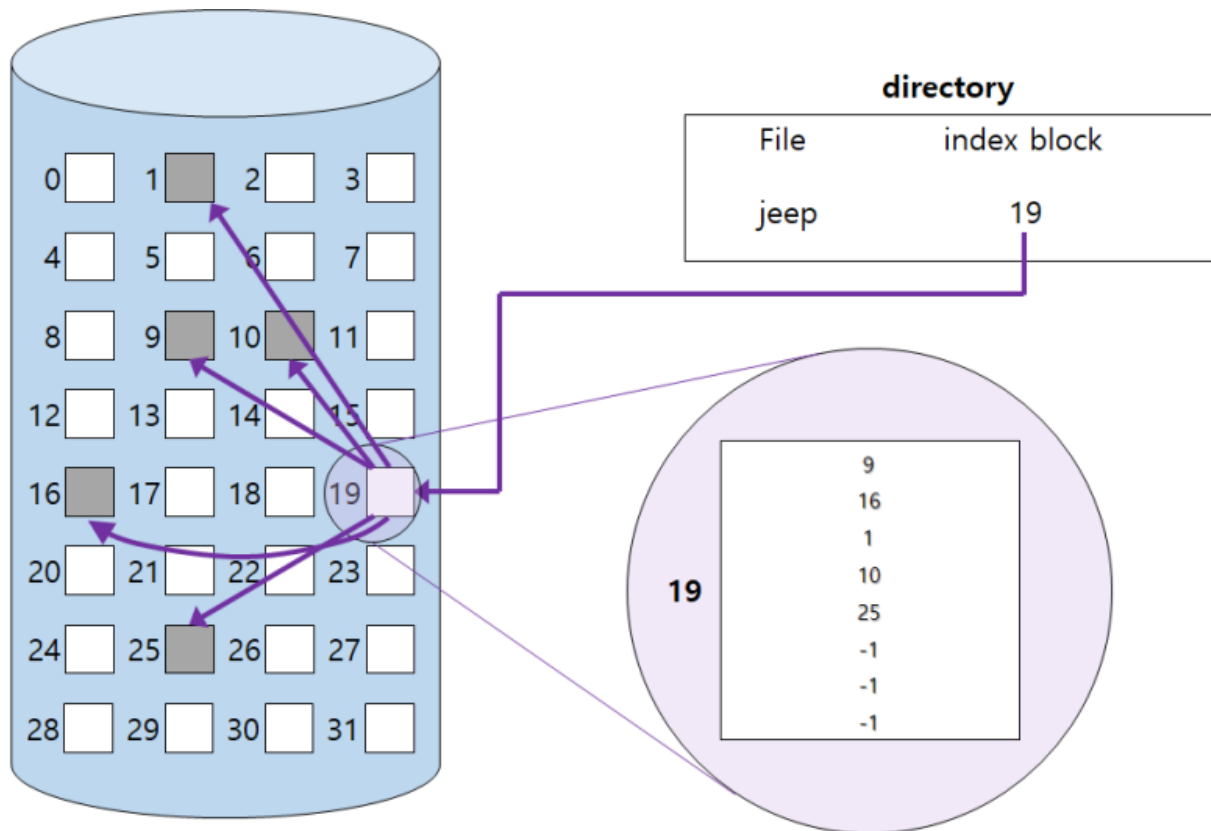 directory
File index block
jeep 19
0 1 2 3
4 5 6 7
8 9 10 11
12 13 14 15
16 17 18 19
20 21 22 23
24 25 26 27
28 29 30 31
19
9
16
1
10
25
-1
-1
-1